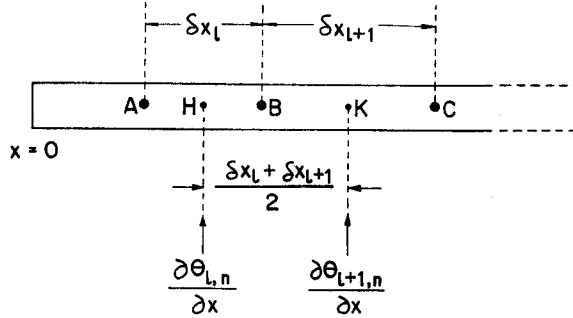 δx_l δx_{l+1}
A H B K C
x = 0
δx_l + δx_{l+1}
2
∂θ_{l,n} ∂θ_{l+1,n}
∂x ∂x